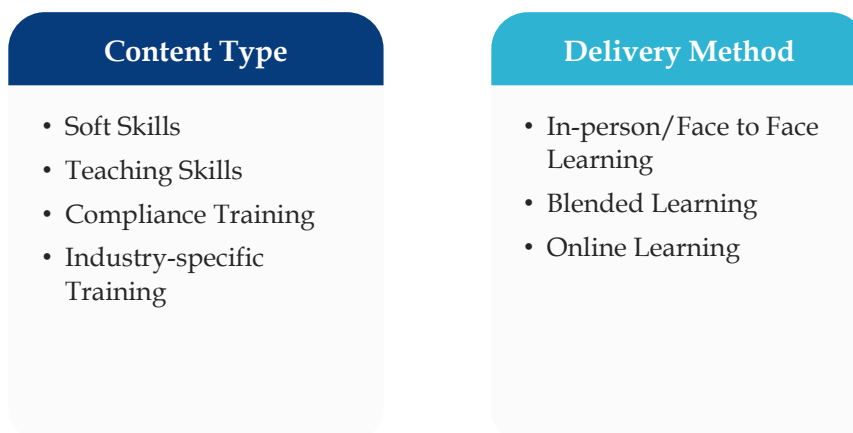 Content Type
• Soft Skills
• Teaching Skills
• Compliance Training
• Industry-specific
Training
Delivery Method
• In-person/Face to Face
Learning
• Blended Learning
• Online Learning